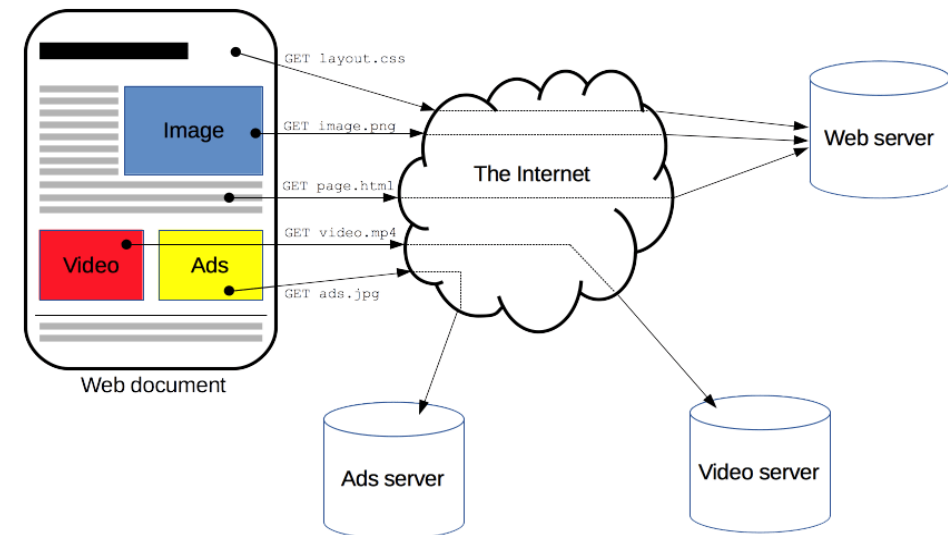 GET layout.css
Image
GET image.png
Web server
The Internet
GET page.html
GET video.mp4
Video
Ads
GET ads.jpg
Web document
Ads server
Video server